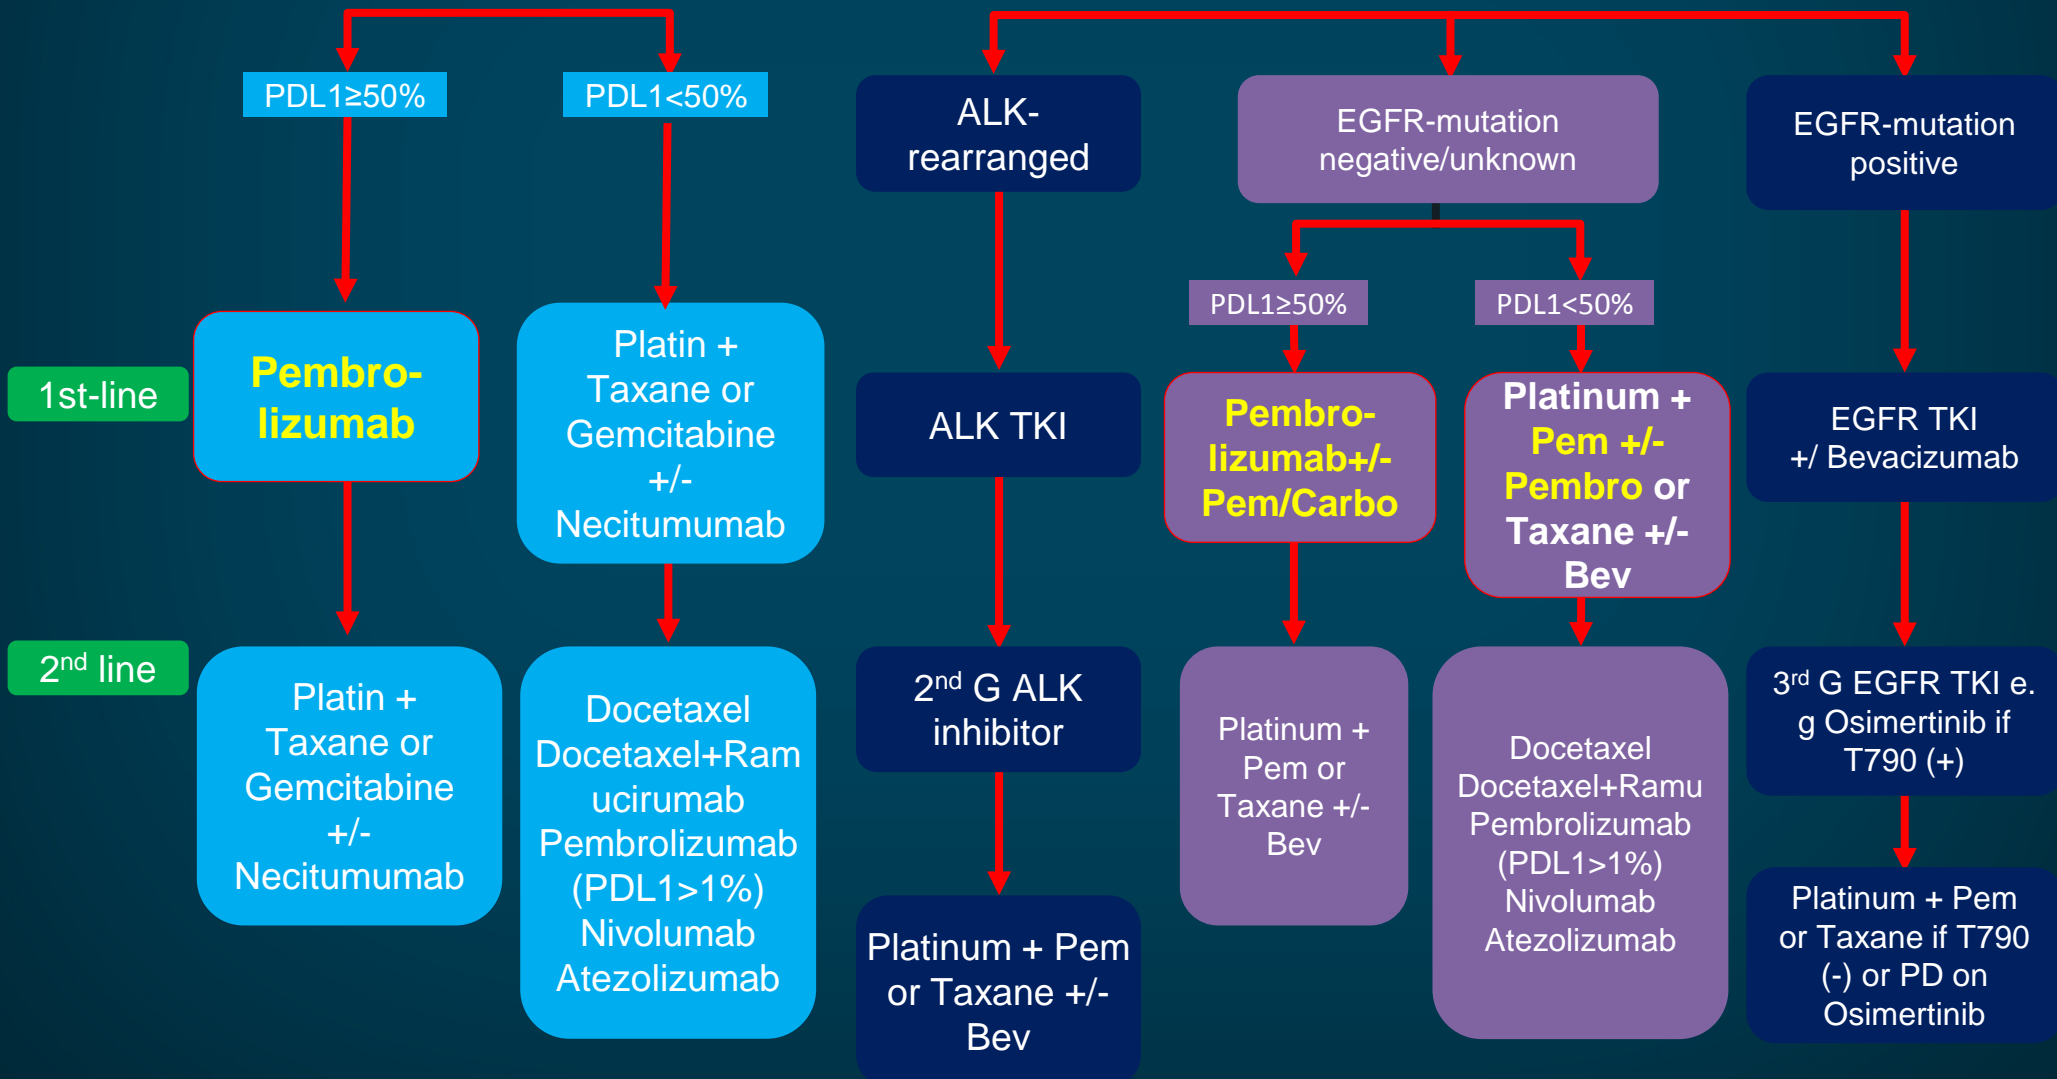 PDL1≥50%
PDL1<50%
ALK-
rearranged
EGFR-mutation
negative/unknown
EGFR-mutation
positive
PDL1≥50%
PDL1<50%
1st-line
Pembro-
lizumab
Platin +
Taxane or
Gemcitabine
+/-
Necitumumab
ALK TKI
Pembro-
lizumab+/-
Pem/Carbo
Platinum +
Pem +/-
Pembro or
Taxane +/-
Bev
EGFR TKI
+/ Bevacizumab
2nd line
Platin +
Taxane or
Gemcitabine
+/-
Necitumumab
Docetaxel
Docetaxel+Ram
ucirumab
Pembrolizumab
(PDL1>1%)
Nivolumab
Atezolizumab
2nd G ALK
inhibitor
Platinum + Pem
or Taxane +/-
Bev
Platinum +
Pem or
Taxane +/-
Bev
Docetaxel
Docetaxel+Ramu
Pembrolizumab
(PDL1>1%)
Nivolumab
Atezolizumab
3rd G EGFR TKI e.
g Osimertinib if
T790 (+)
Platinum + Pem
or Taxane if T790
(-) or PD on
Osimertinib